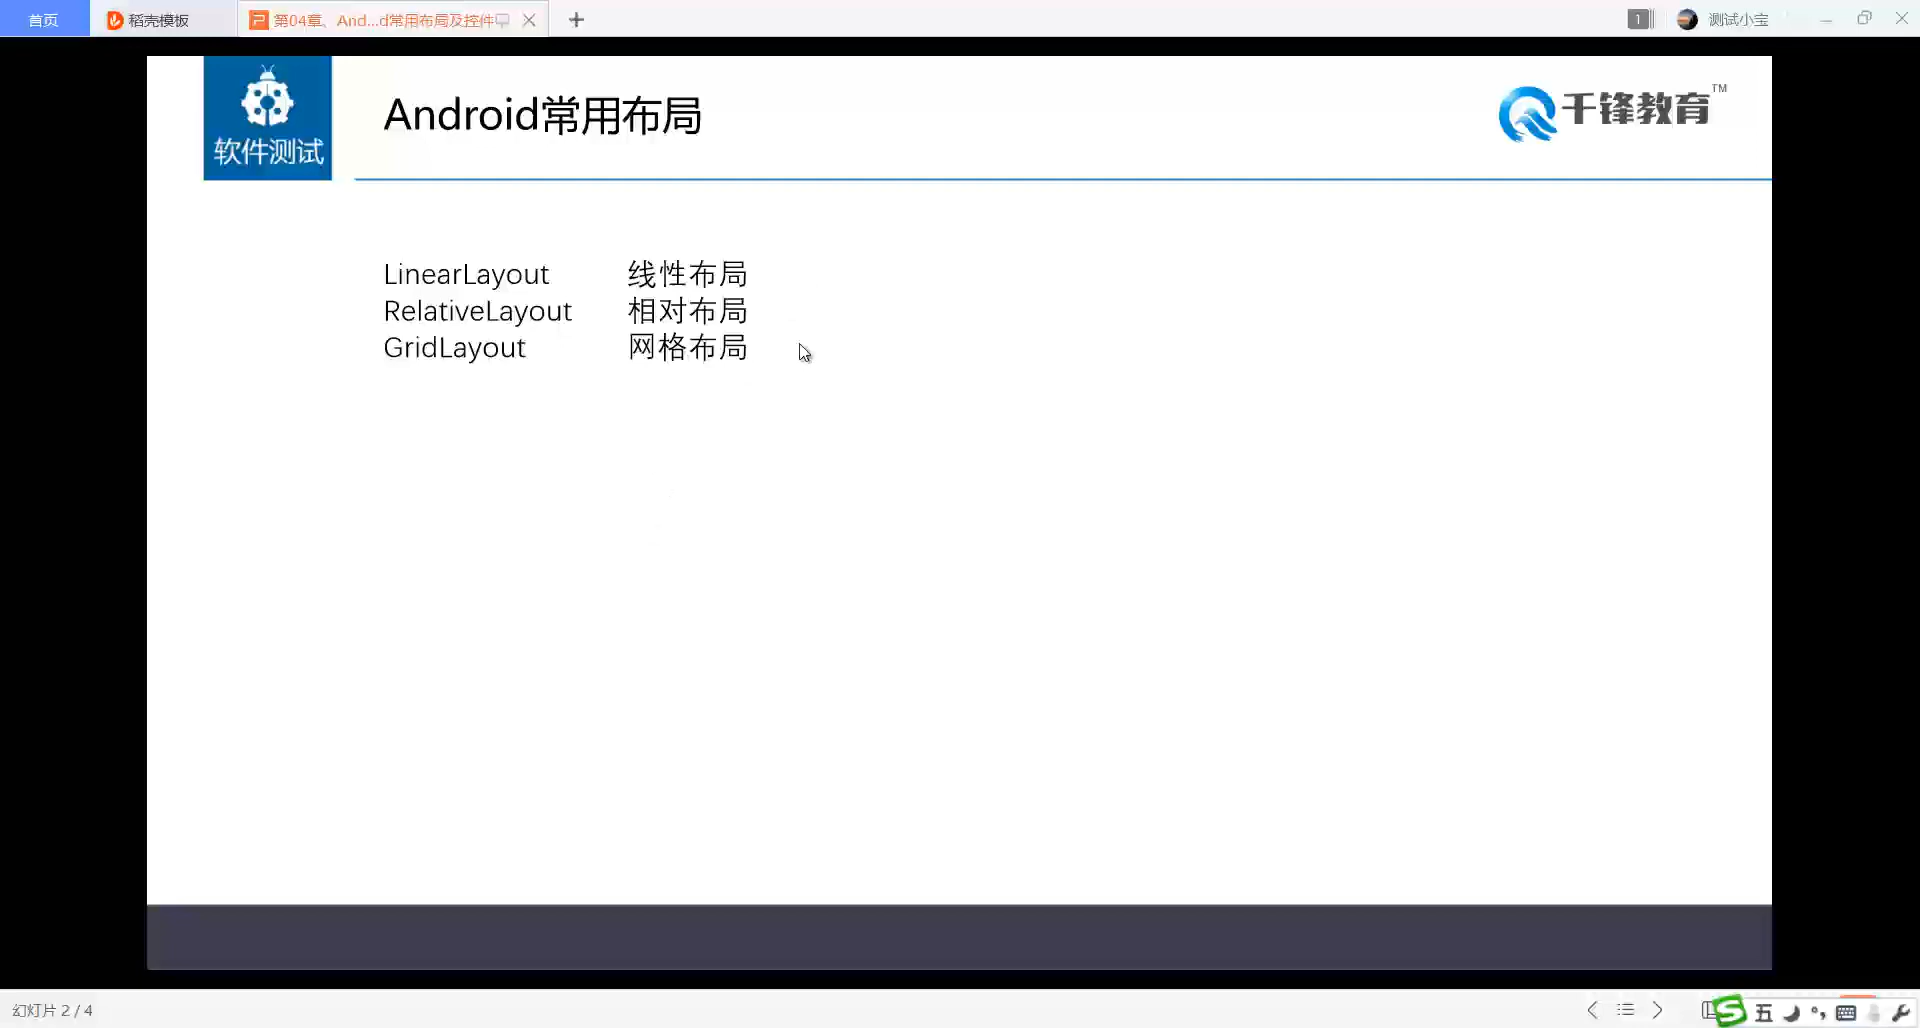 首页
稻壳模板
第04章、And...d常用布局及控件
1
测试小宝
软件测试
Android常用布局
千锋教育™
LinearLayout 线性布局
RelativeLayout 相对布局
GridLayout 网格布局
幻灯片 2 / 4
五